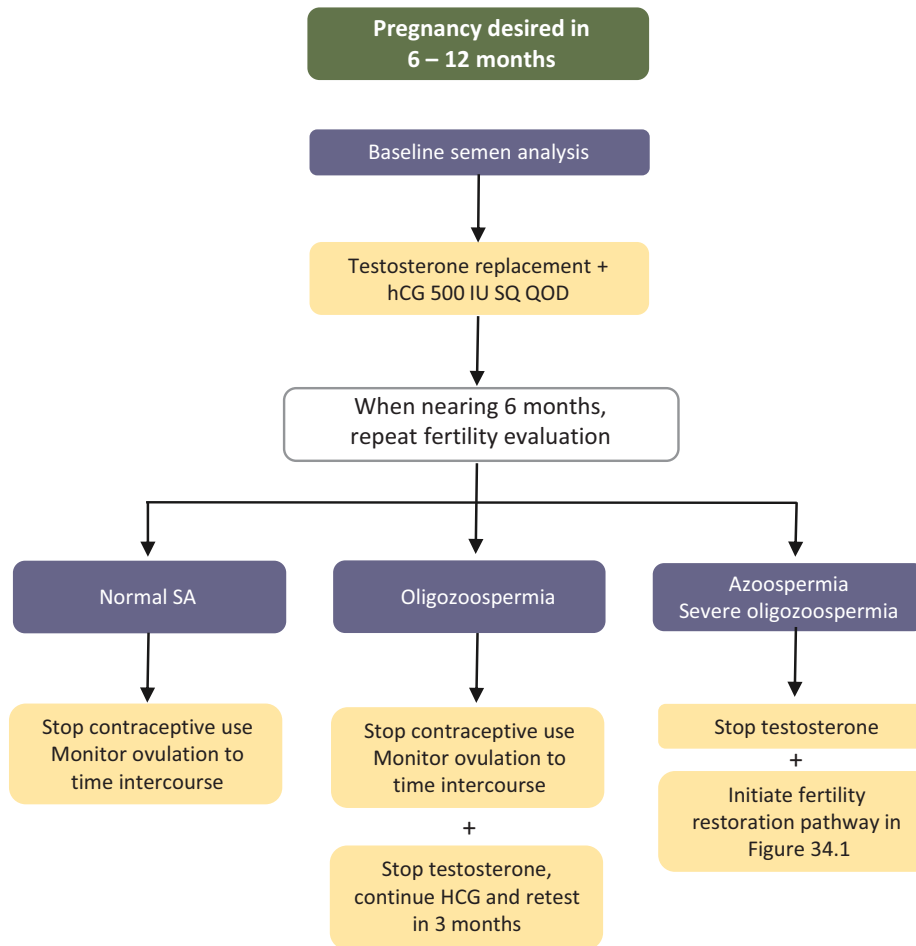 Pregnancy desired in
6 – 12 months
Baseline semen analysis
Testosterone replacement +
hCG 500 IU SQ QOD
When nearing 6 months,
repeat fertility evaluation
Normal SA
Oligozoospermia
Azoospermia
Severe oligozoospermia
Stop contraceptive use
Monitor ovulation to
time intercourse
Stop contraceptive use
Monitor ovulation to
time intercourse
+
Stop testosterone,
continue HCG and retest
in 3 months
Stop testosterone
+
Initiate fertility
restoration pathway in
Figure 34.1